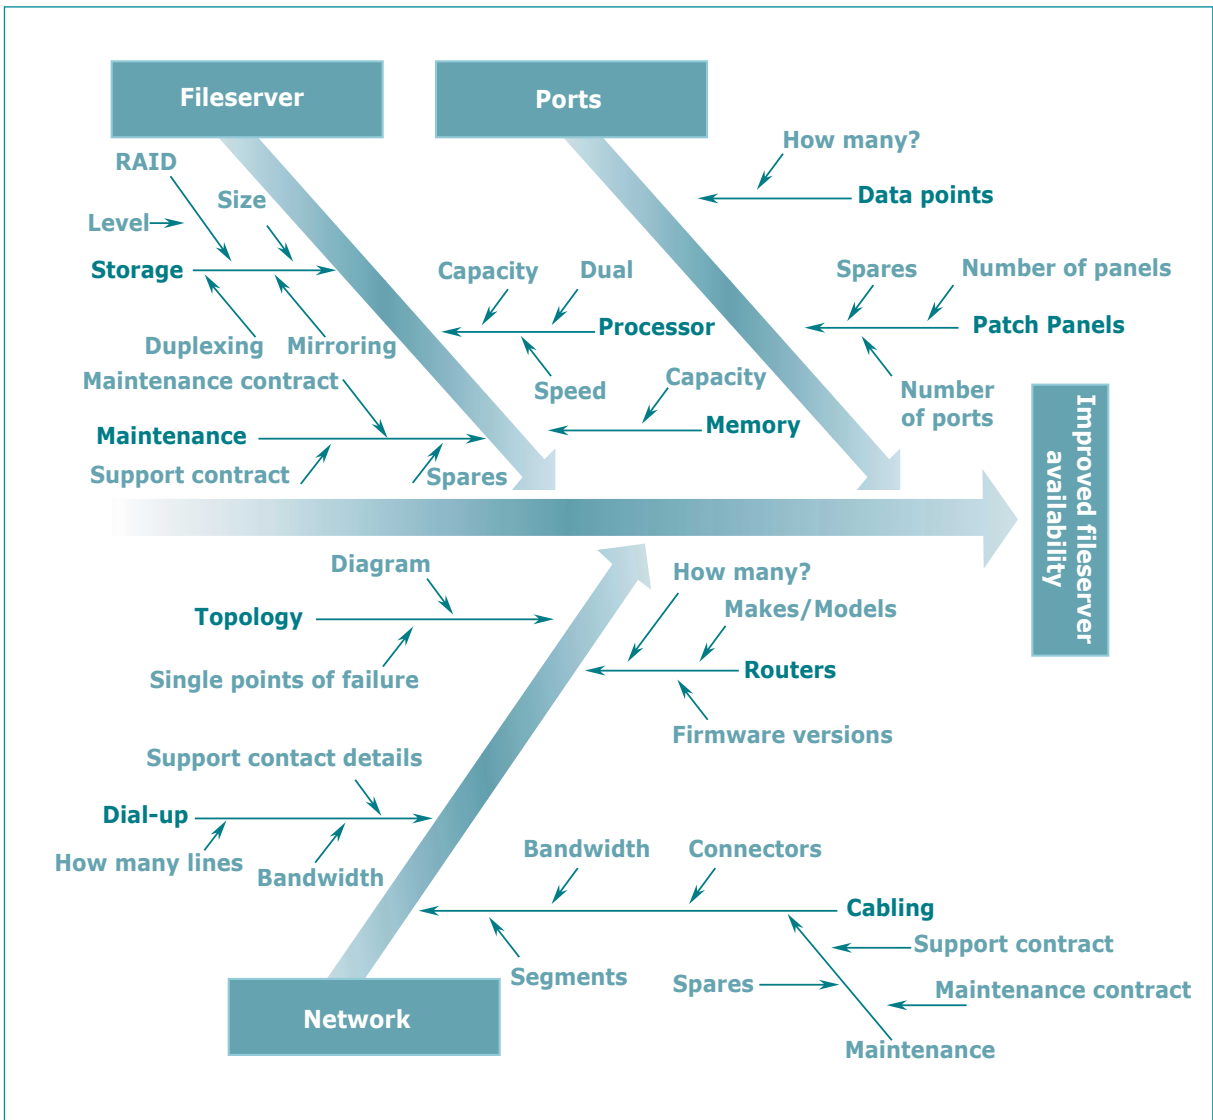 Fileserver
Ports
How many?
RAID
Data points
Size
Level
Storage
Capacity
Dual
Spares
Number of panels
Processor
Patch Panels
Duplexing
Mirroring
Maintenance contract
Speed
Capacity
Number
of ports
Memory
Maintenance
Support contract
Spares
Improved fileserver
availability
Diagram
How many?
Makes/Models
Topology
Single points of failure
Routers
Firmware versions
Support contact details
Dial-up
How many lines
Bandwidth
Bandwidth
Connectors
Cabling
Support contract
Segments
Spares
Maintenance contract
Network
Maintenance